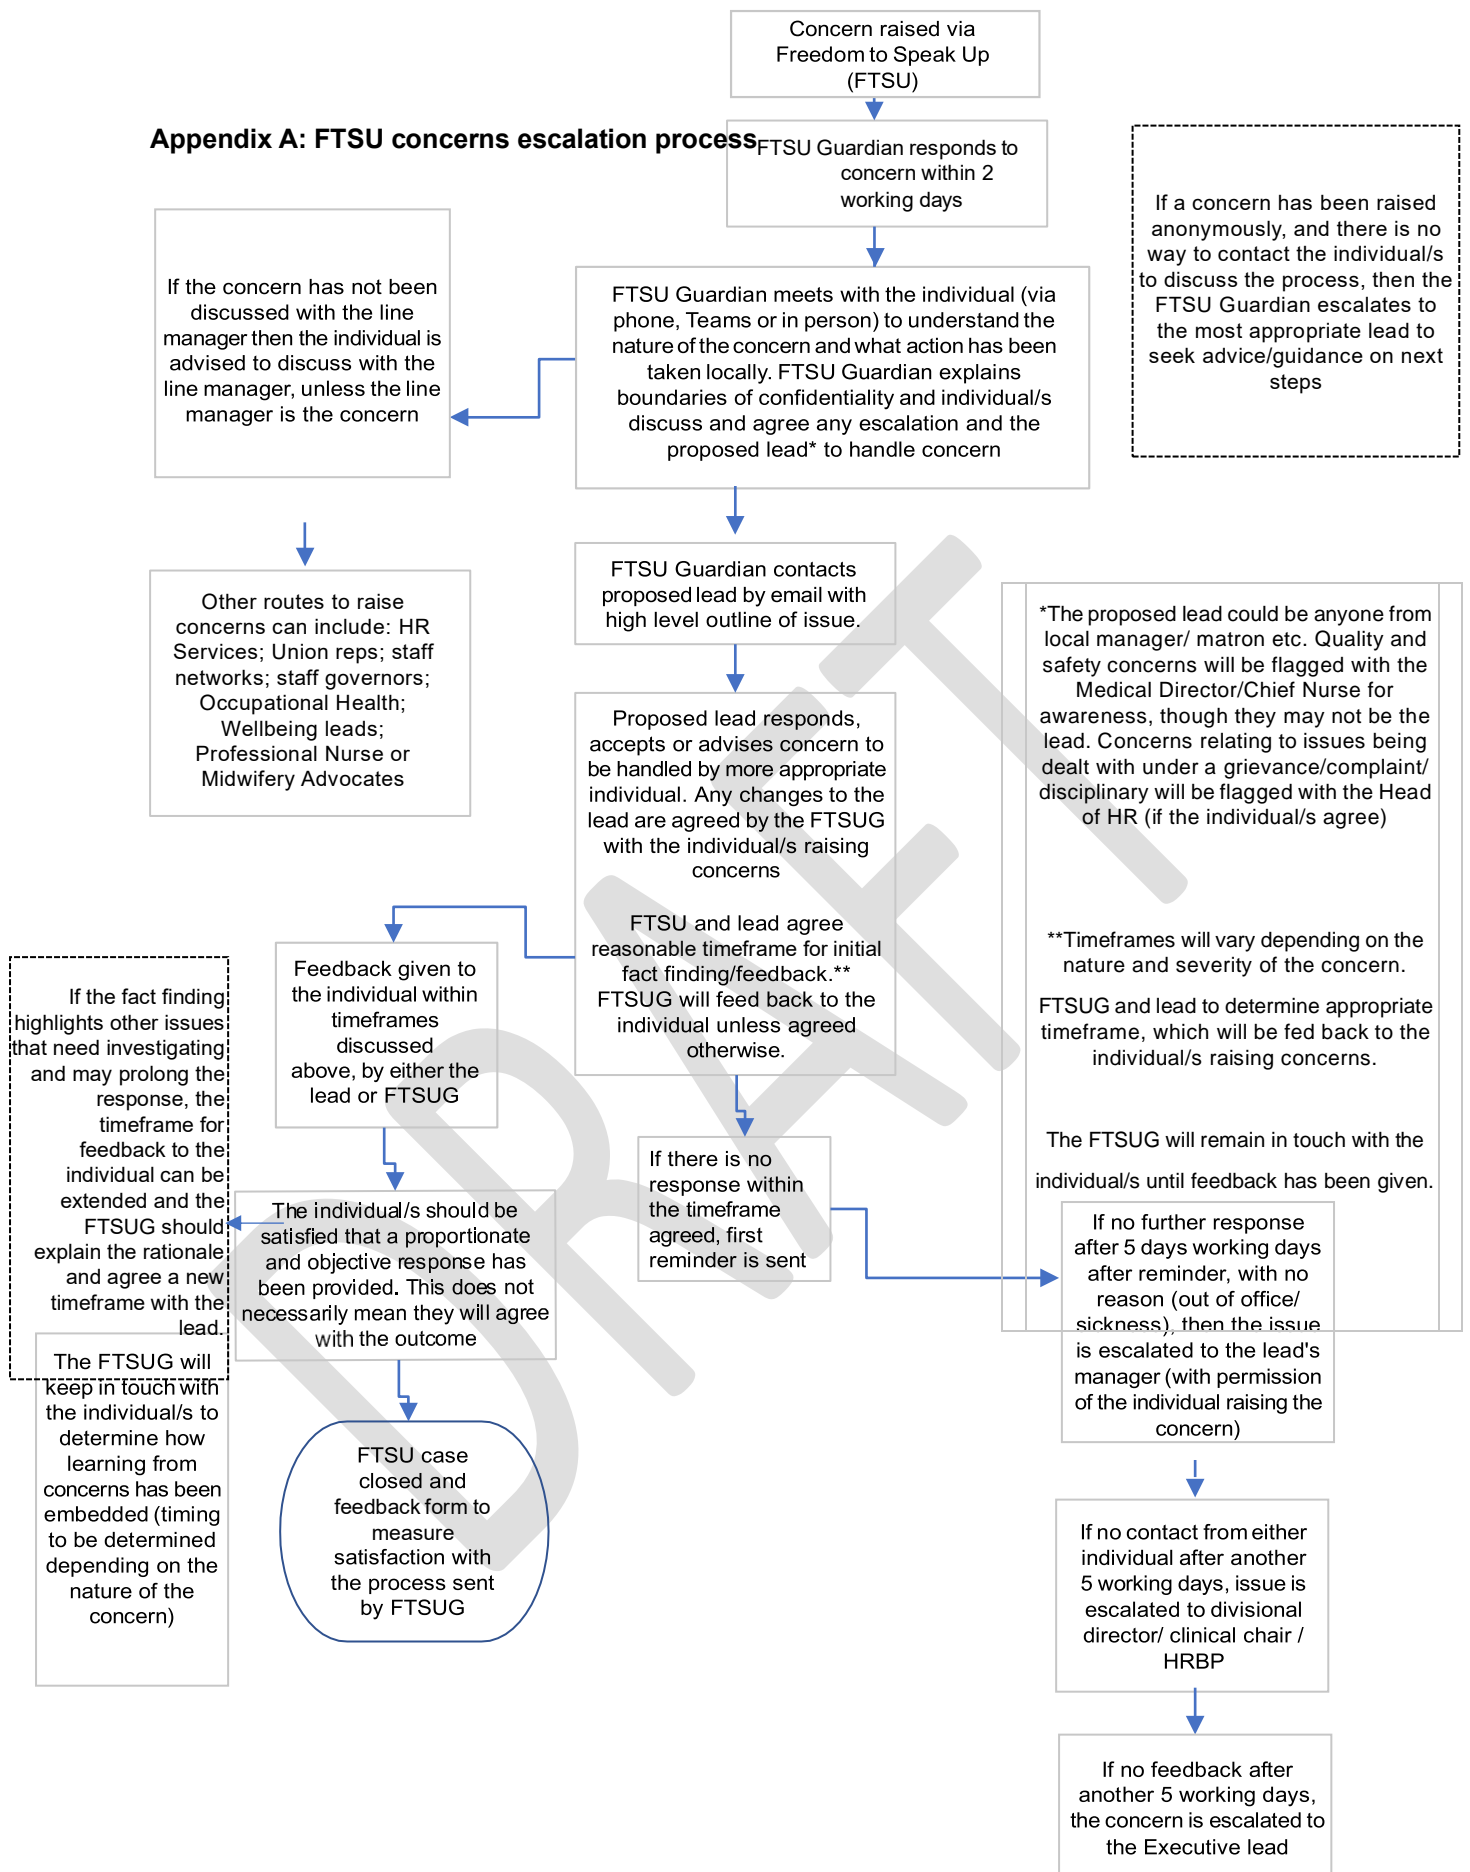 Concern raised via
Freedom to Speak Up
(FTSU)
Appendix A: FTSU concerns escalation process
FTSU Guardian responds to
concern within 2
working days
If a concern has been raised
anonymously, and there is no
way to contact the individual/s
to discuss the process, then the
FTSU Guardian escalates to
the most appropriate lead to
seek advice/guidance on next
steps
If the concern has not been
discussed with the line
manager then the individual is
advised to discuss with the
line manager, unless the line
manager is the concern
FTSU Guardian meets with the individual (via
phone, Teams or in person) to understand the
nature of the concern and what action has been
taken locally. FTSU Guardian explains
boundaries of confidentiality and individual/s
discuss and agree any escalation and the
proposed lead* to handle concern
Other routes to raise
concerns can include: HR
Services; Union reps; staff
networks; staff governors;
Occupational Health;
Wellbeing leads;
Professional Nurse or
Midwifery Advocates
FTSU Guardian contacts
proposed lead by email with
high level outline of issue.
*The proposed lead could be anyone from
local manager/ matron etc. Quality and
safety concerns will be flagged with the
Medical Director/Chief Nurse for
awareness, though they may not be the
lead. Concerns relating to issues being
dealt with under a grievance/complaint/
disciplinary will be flagged with the Head
of HR (if the individual/s agree)
**Timeframes will vary depending on the
nature and severity of the concern.
FTSUG and lead to determine appropriate
timeframe, which will be fed back to the
individual/s raising concerns.
The FTSUG will remain in touch with the
individual/s until feedback has been given.
Proposed lead responds,
accepts or advises concern to
be handled by more appropriate
individual. Any changes to the
lead are agreed by the FTSUG
with the individual/s raising
concerns
FTSU and lead agree
reasonable timeframe for initial
fact finding/feedback.**
FTSUG will feed back to the
individual unless agreed
otherwise.
Feedback given to
the individual within
timeframes
discussed
above, by either the
lead or FTSUG
If the fact finding
highlights other issues
that need investigating
and may prolong the
response, the
timeframe for
feedback to the
individual can be
extended and the
FTSUG should
explain the rationale
and agree a new
timeframe with the
lead.
The individual/s should be
satisfied that a proportionate
and objective response has
been provided. This does not
necessarily mean they will agree
with the outcome
If there is no
response within
the timeframe
agreed, first
reminder is sent
If no further response
after 5 days working days
after reminder, with no
reason (out of office/
sickness), then the issue
is escalated to the lead's
manager (with permission
of the individual raising the
concern)
The FTSUG will
keep in touch with
the individual/s to
determine how
learning from
concerns has been
embedded (timing
to be determined
depending on the
nature of the
concern)
FTSU case
closed and
feedback form to
measure
satisfaction with
the process sent
by FTSUG
If no contact from either
individual after another
5 working days, issue is
escalated to divisional
director/ clinical chair /
HRBP
If no feedback after
another 5 working days,
the concern is escalated to
the Executive lead
DRAFT